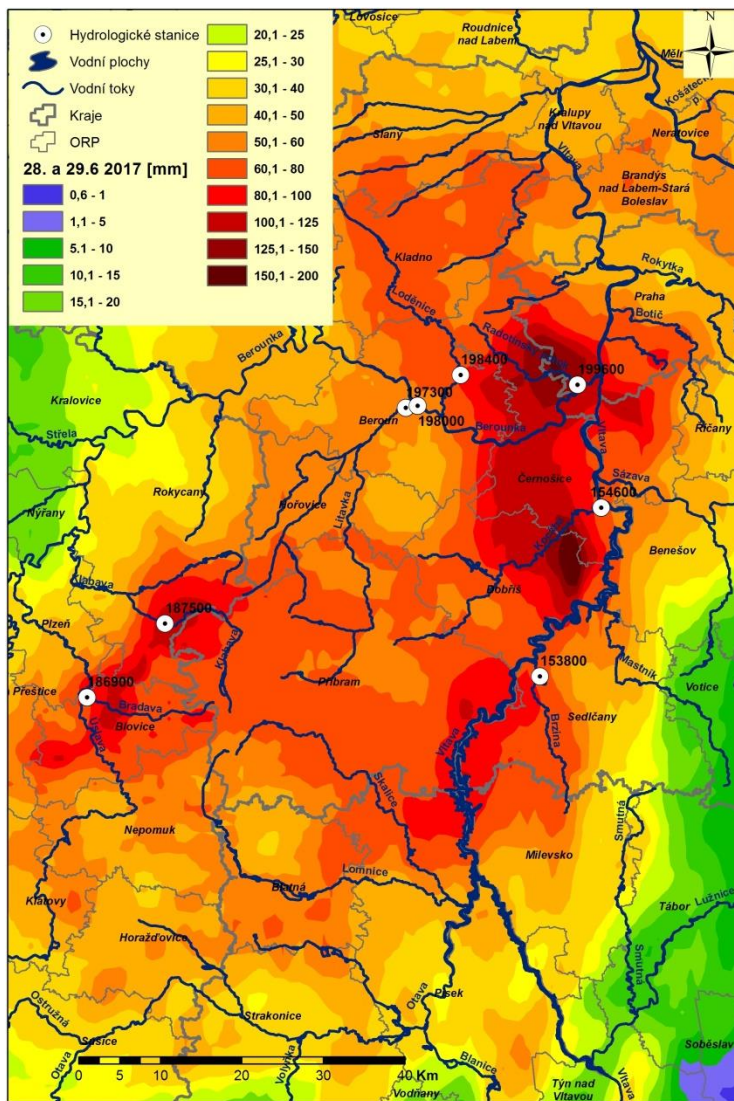 Hydrologické stanice
Vodní plochy
Vodní toky
Kraje
ORP
28. a 29.6 2017 [mm]
0,6 - 1
1,1 - 5
5.1 - 10
10,1 - 15
15,1 - 20
20,1 - 25
25,1 - 30
30,1 - 40
40,1 - 50
50,1 - 60
60,1 - 80
80,1 - 100
100,1 - 125
125,1 - 150
150,1 - 200
N
Lovosice
Roudnice
nad Labem
Košátecký
p.
Slaný
Kralupy
nad Vltavou
Neratovice
Vltava
Brandýs
nad Labem-Stará
Boleslav
Kladno
Loděnice
Rokytka
Praha
Botič
Berounka
Radotínský
198400
199600
Kralovice
197300
Beroun
198000
Střela
Berounka
Vltava
Říčany
Rokycany
Hořovice
Litavka
Černošice
Sázava
Nýřany
154600
Benešov
Klabava
Dobříš
Plzeň
187500
Klabava
Příbram
153800
Mastník
Votice
Přeštice
186900
Bradava
Blovice
Úslava
Sedlčany
Brzina
Vltava
Skalice
Smutná
Nepomuk
Milevsko
Blatná
Lomnice
Klatovy
Tábor
Lužnice
Horažďovice
Smutná
Ostružná
Sušice
Otava
Strakonice
Volyňka
Otava
Písek
Blanice
Vodňany
Týn nad
Vltavou
Vltava
Soběslav
0 5 10 20 30 40 Km